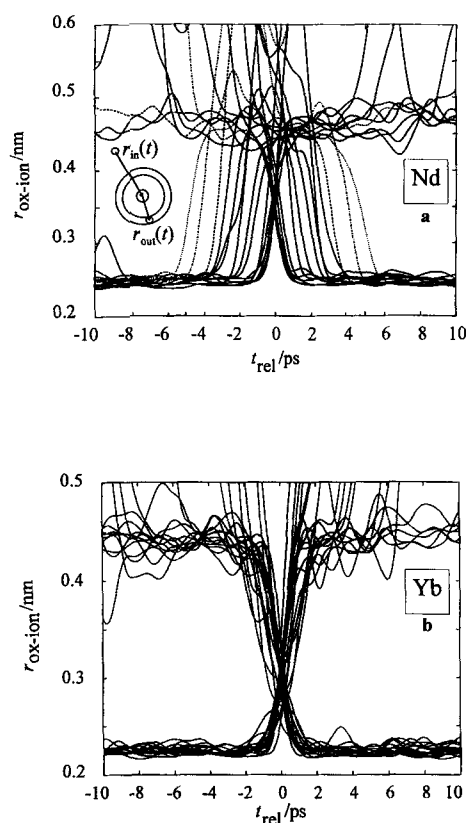 0.6
0.5
0.4
0.3
0.2
r_ox-ion/nm
r_in(t)
r_out(t)
Nd
a
-10 -8 -6 -4 -2 0 2 4 6 8 10
t_rel/ps
0.5
0.4
0.3
0.2
r_ox-ion/nm
Yb
b
-10 -8 -6 -4 -2 0 2 4 6 8 10
t_rel/ps